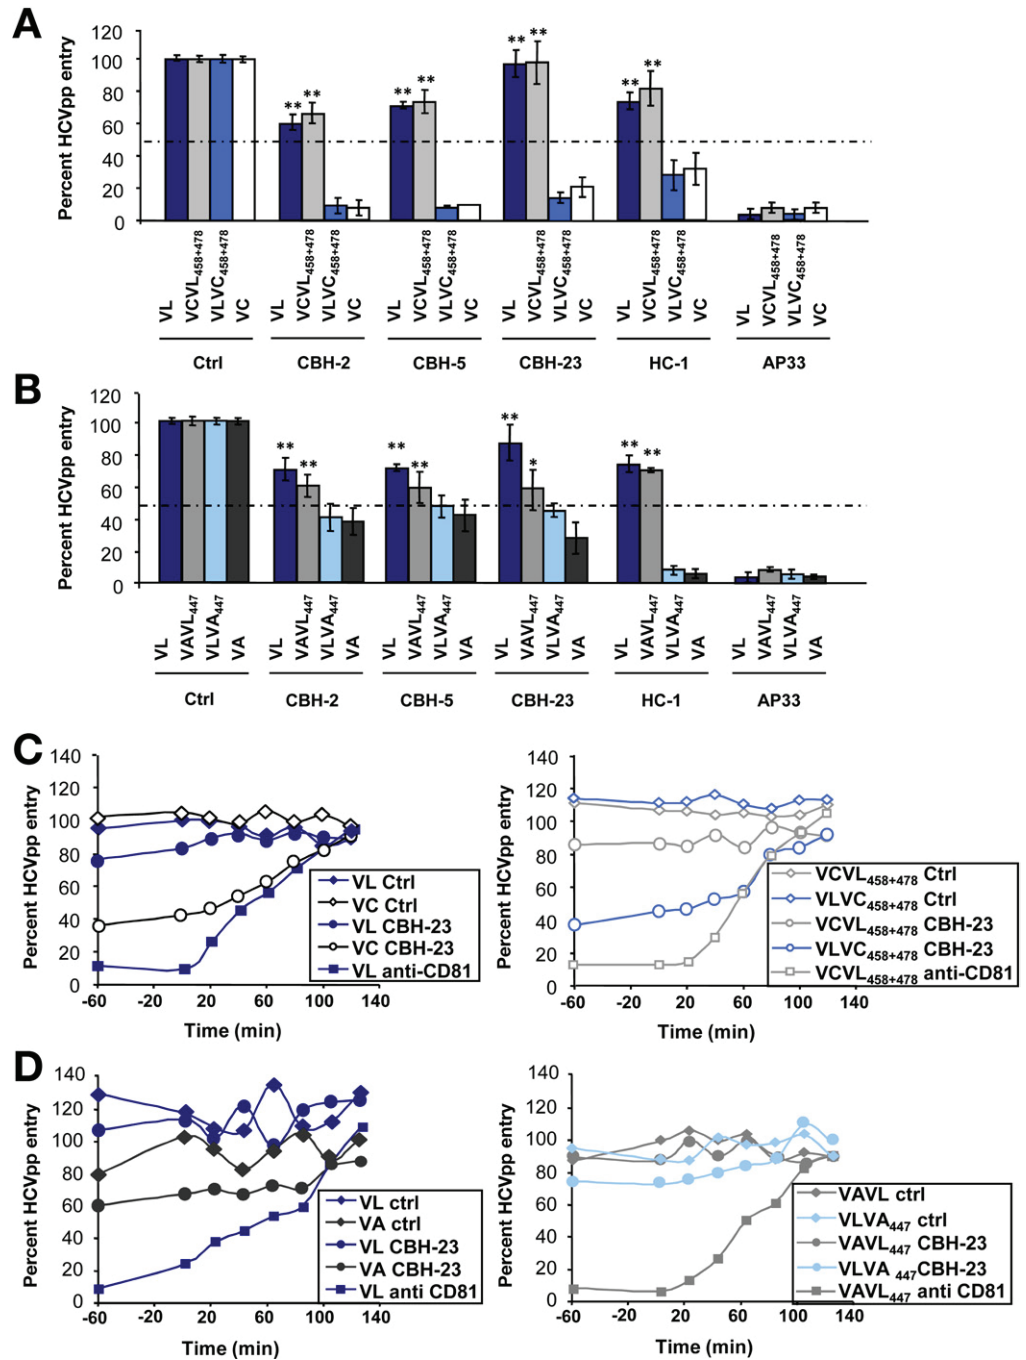 A
Percent HCVpp entry
120
100
80
60
40
20
0
** ** ** ** ** ** ** **
VL VCVL458+478 VLVC458+478 VC VL VCVL458+478 VLVC458+478 VC VL VCVL458+478 VLVC458+478 VC VL VCVL458+478 VLVC458+478 VC VL VCVL458+478 VLVC458+478 VC VL VCVL458+478 VLVC458+478 VC
Ctrl CBH-2 CBH-5 CBH-23 HC-1 AP33
B
Percent HCVpp entry
120
100
80
60
40
20
0
** ** ** ** ** * ** **
VL VAVL447 VLVA447 VA VL VAVL447 VLVA447 VA VL VAVL447 VLVA447 VA VL VAVL447 VLVA447 VA VL VAVL447 VLVA447 VA VL VAVL447 VLVA447 VA
Ctrl CBH-2 CBH-5 CBH-23 HC-1 AP33
C
Percent HCVpp entry
140
120
100
80
60
40
20
0
VL Ctrl
VC Ctrl
VL CBH-23
VC CBH-23
VL anti-CD81
-60 -20 20 60 100 140
Time (min)
Percent HCVpp entry
140
120
100
80
60
40
20
0
VCVL458+478 Ctrl
VLVC458+478 Ctrl
VCVL458+478 CBH-23
VLVC458+478 CBH-23
VCVL458+478 anti-CD81
-60 -20 20 60 100 140
Time (min)
D
Percent HCVpp entry
140
120
100
80
60
40
20
0
VL ctrl
VA ctrl
VL CBH-23
VA CBH-23
VL anti CD81
-60 -20 20 60 100 140
Time (min)
Percent HCVpp entry
140
120
100
80
60
40
20
0
VAVL ctrl
VLVA447 ctrl
VAVL447 CBH-23
VLVA 447CBH-23
VAVL447 anti CD81
-60 -20 20 60 100 140
Time (min)